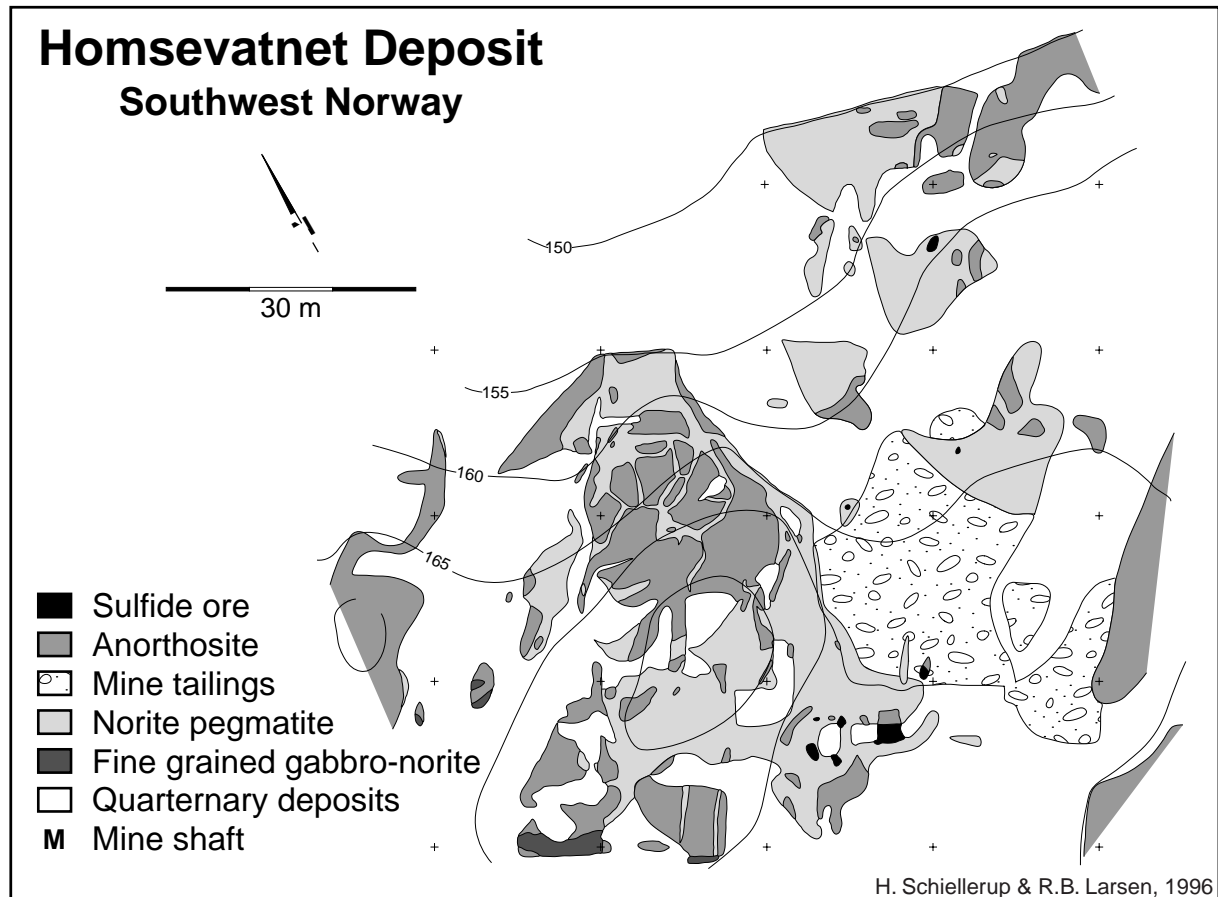 Homsevatnet Deposit
Southwest Norway
30 m
150
155
160
165
Sulfide ore
Anorthosite
Mine tailings
Norite pegmatite
Fine grained gabbro-norite
Quarternary deposits
M Mine shaft
H. Schiellerup & R.B. Larsen, 1996